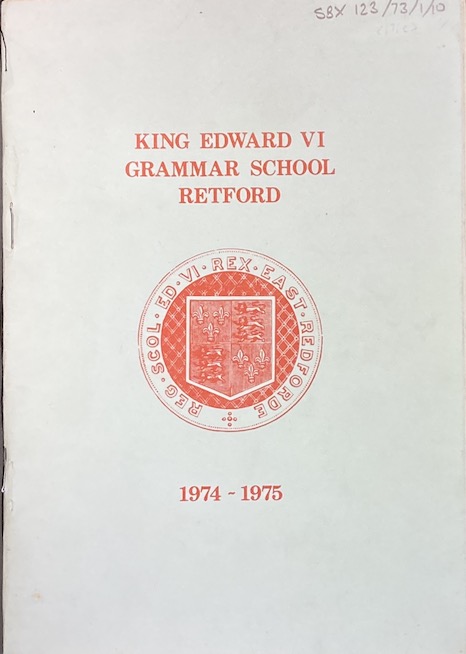 SBX 123/73/1/10
KING EDWARD VI
GRAMMAR SCHOOL
RETFORD
REG·SCOL·ED·VI·REX·EAST·REDFORDE
1974 - 1975